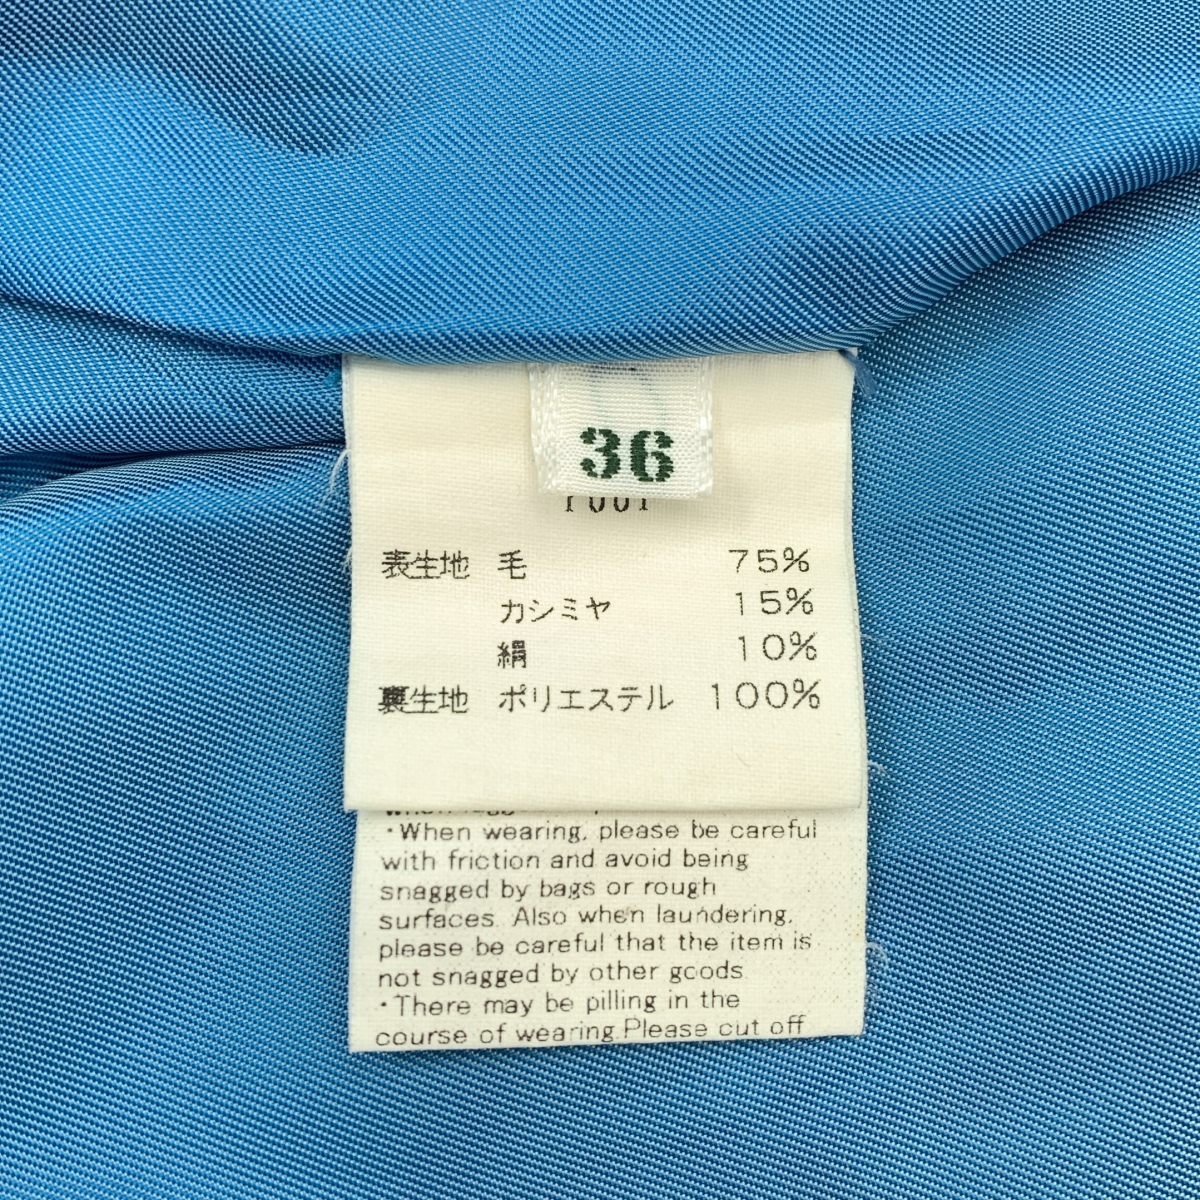 36
表生地 毛 75%
カシミヤ 15%
絹 10%
裏生地 ポリエステル 100%
・When wearing, please be careful
with friction and avoid being
snagged by bags or rough
surfaces. Also when laundering,
please be careful that the item is
not snagged by other goods
・There may be pilling in the
course of wearing.Please cut off